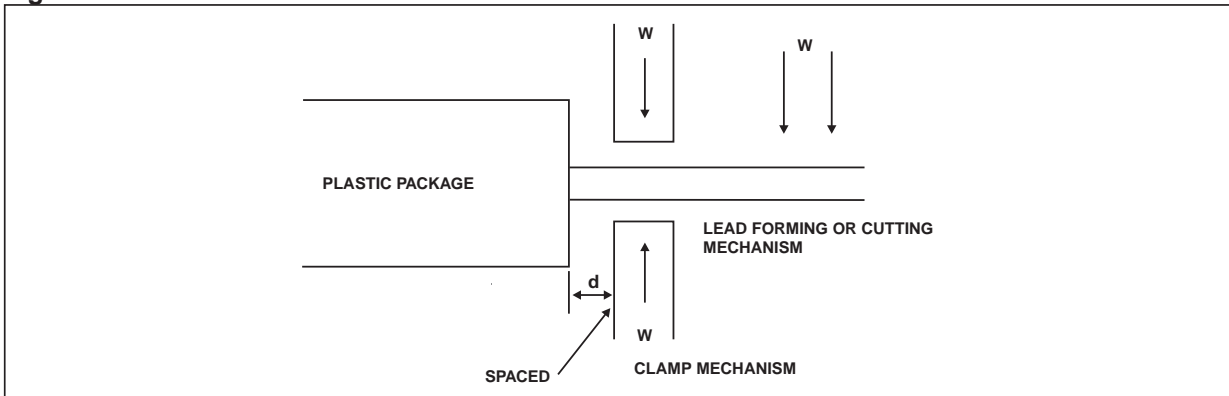 W
W
PLASTIC PACKAGE
LEAD FORMING OR CUTTING
MECHANISM
d
W
SPACED
CLAMP MECHANISM